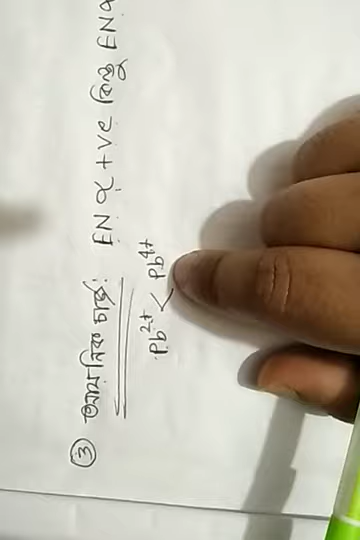 ③ আয়নিক চার্জ: EN α +ve কিন্তু EN α
Pb²⁺ < Pb⁴⁺